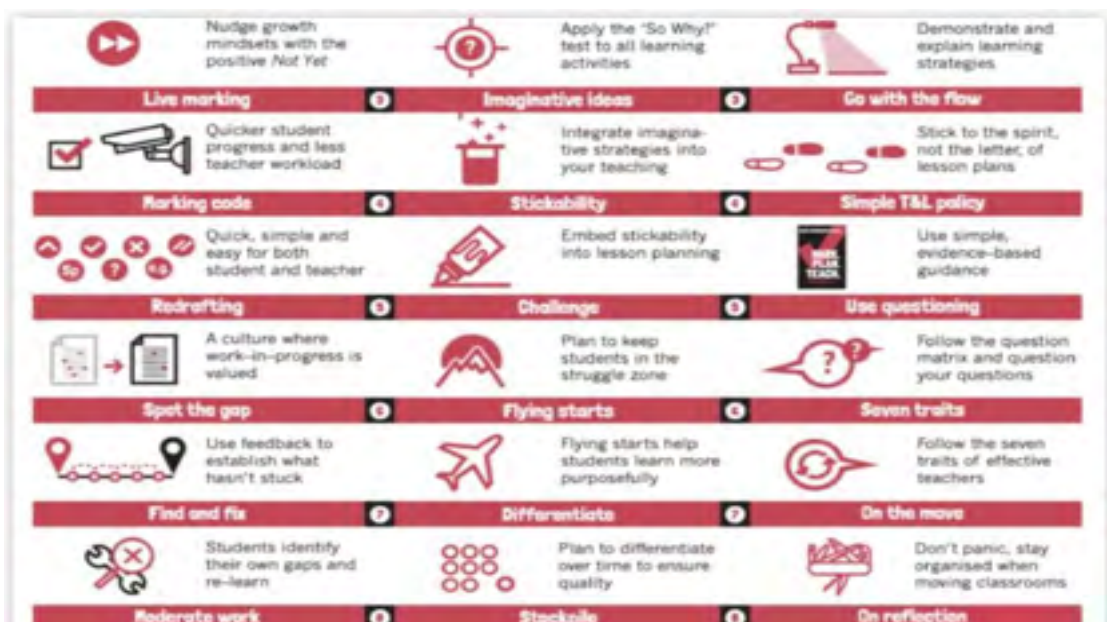 Nudge growth
mindsets with the
positive Not Yet
Apply the "So Why?"
test to all learning
activities
Demonstrate and
explain learning
strategies
Live marking
3
Imaginative ideas
3
Go with the flow
Quicker student
progress and less
teacher workload
Integrate imagina-
tive strategies into
your teaching
Stick to the spirit,
not the letter, of
lesson plans
Marking code
4
Stickability
4
Simple T&L policy
Sp
?
Quick, simple and
easy for both
student and teacher
Embed stickability
into lesson planning
MARK.
PLAN.
TEACH.
Use simple,
evidence-based
guidance
Redrafting
5
Challenge
5
Use questioning
A culture where
work-in-progress is
valued
Plan to keep
students in the
struggle zone
? ?
Follow the question
matrix and question
your questions
Spot the gap
6
Flying starts
6
Seven traits
Use feedback to
establish what
hasn't stuck
Flying starts help
students learn more
purposefully
Follow the seven
traits of effective
teachers
Find and fix
7
Differentiate
7
On the move
Students identify
their own gaps and
re-learn
Plan to differentiate
over time to ensure
quality
Don't panic, stay
organised when
moving classrooms
Moderate work
8
Stockpile
8
On reflection